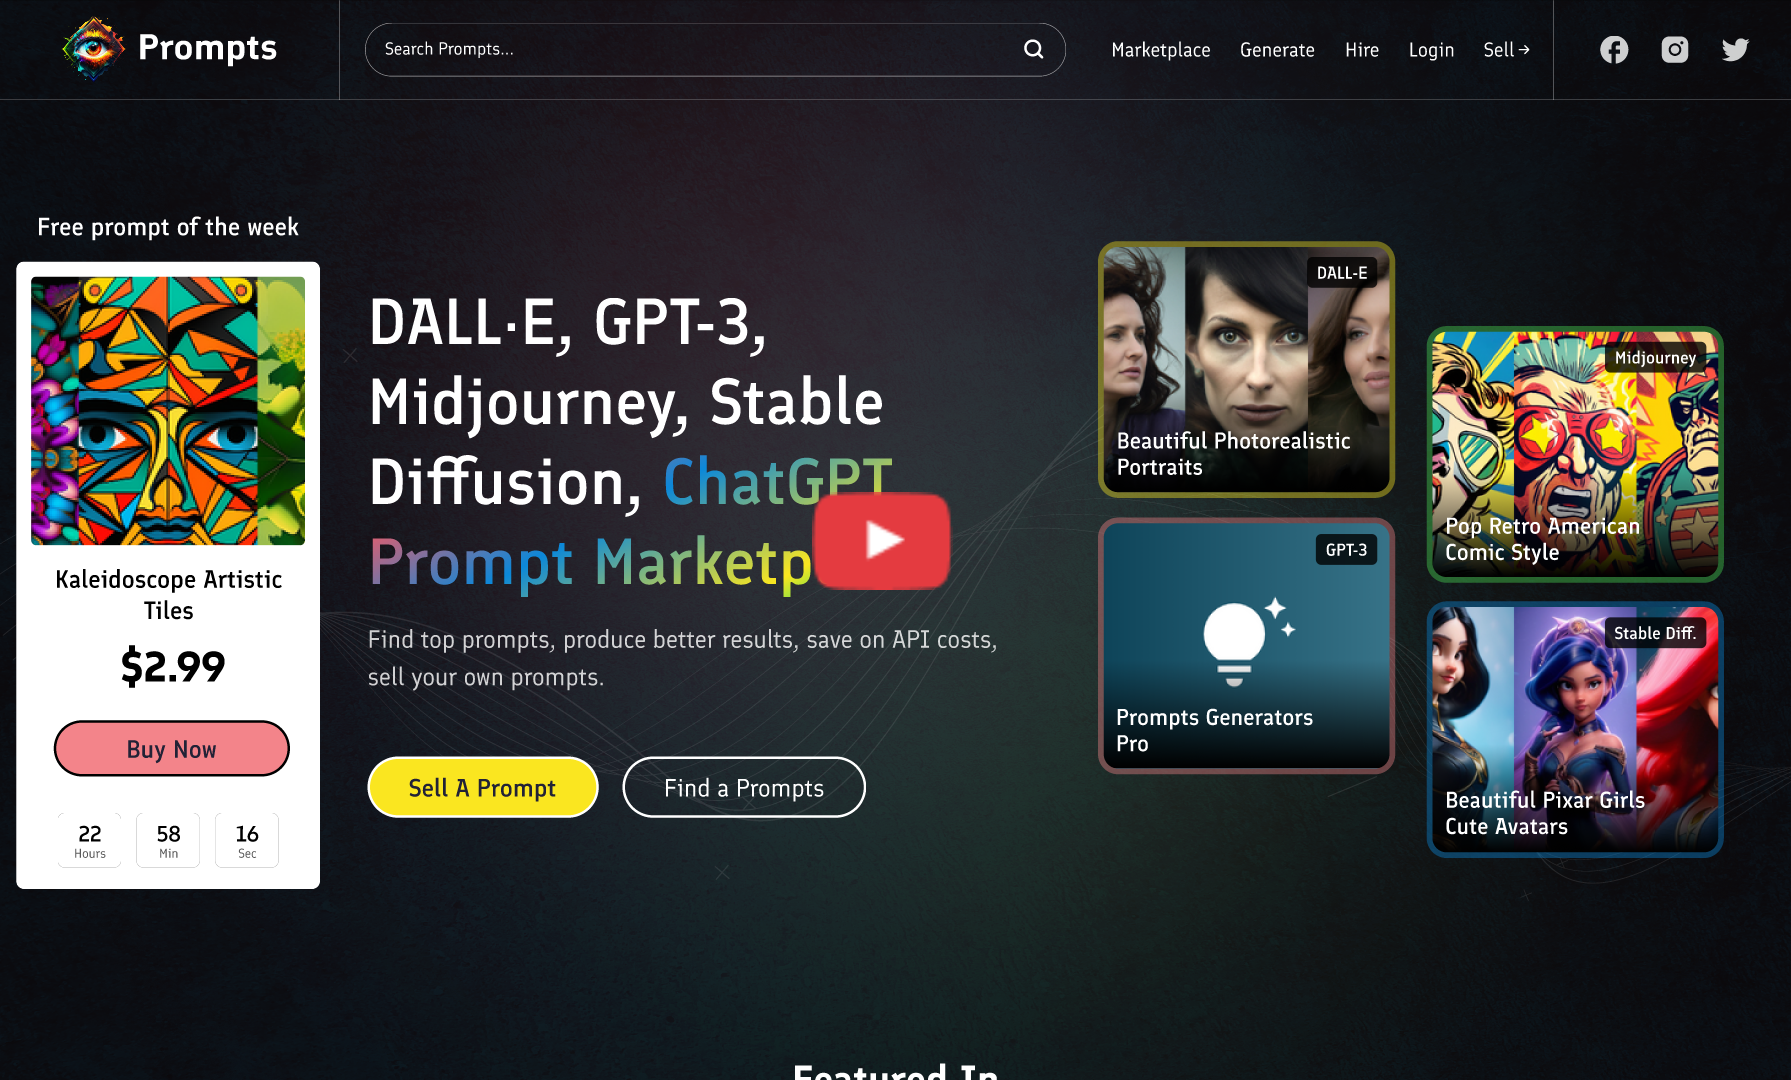 Prompts
Search Prompts...
Marketplace
Generate
Hire
Login
Sell →
Free prompt of the week
Kaleidoscope Artistic
Tiles
$2.99
Buy Now
22
Hours
58
Min
16
Sec
DALL·E, GPT-3,
Midjourney, Stable
Diffusion, ChatGPT
Prompt Marketp
Find top prompts, produce better results, save on API costs,
sell your own prompts.
Sell A Prompt
Find a Prompts
DALL-E
Beautiful Photorealistic
Portraits
GPT-3
Prompts Generators
Pro
Midjourney
Pop Retro American
Comic Style
Stable Diff.
Beautiful Pixar Girls
Cute Avatars
Featured In